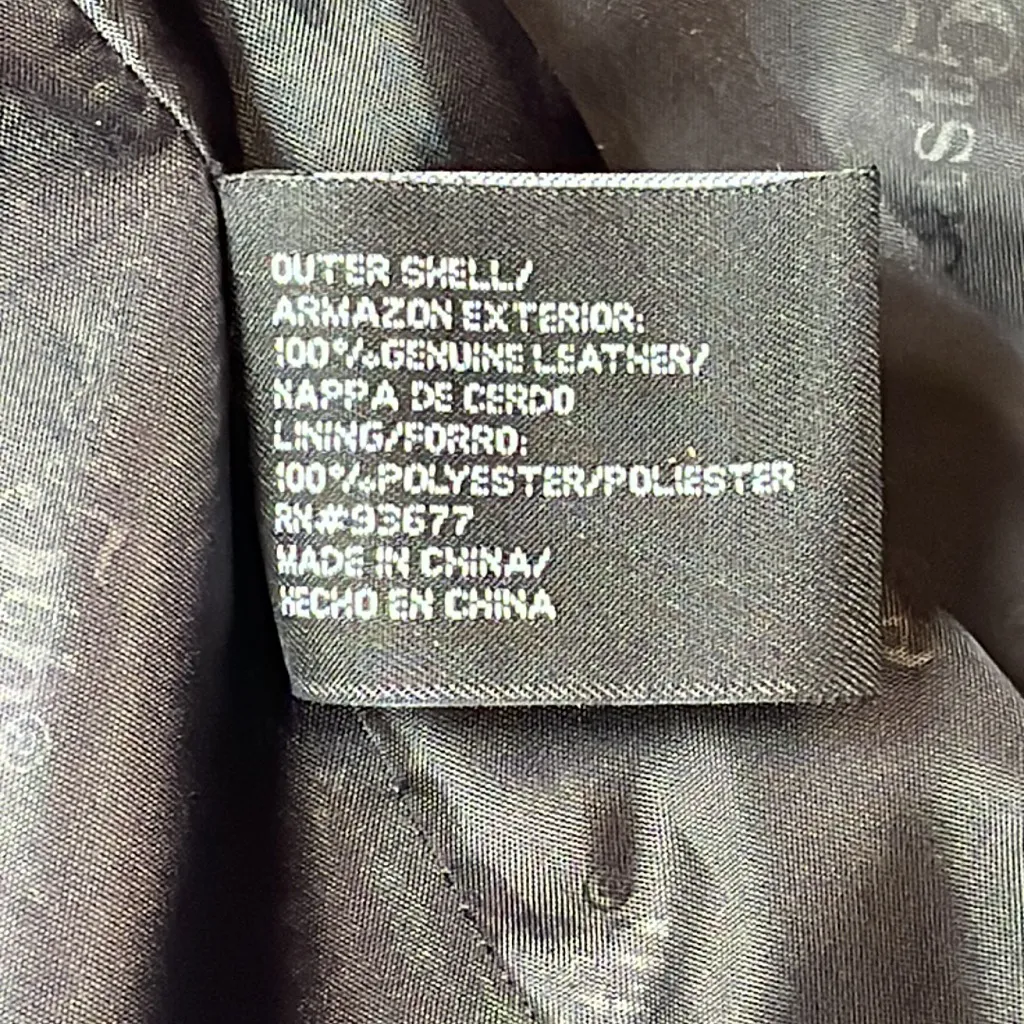 OUTER SHELL/
ARMAZON EXTERIOR:
100%GENUINE LEATHER/
NAPPA DE CERDO
LINING/FORRO:
100%POLYESTER/POLIESTER
RN#93677
MADE IN CHINA/
HECHO EN CHINA